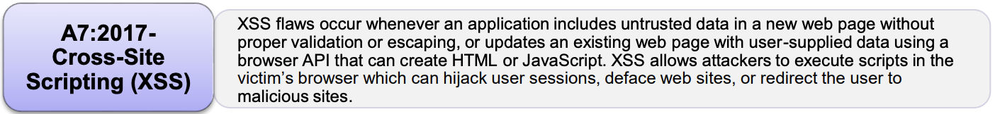 A7:2017-
Cross-Site
Scripting (XSS)
XSS flaws occur whenever an application includes untrusted data in a new web page without
proper validation or escaping, or updates an existing web page with user-supplied data using a
browser API that can create HTML or JavaScript. XSS allows attackers to execute scripts in the
victim’s browser which can hijack user sessions, deface web sites, or redirect the user to
malicious sites.